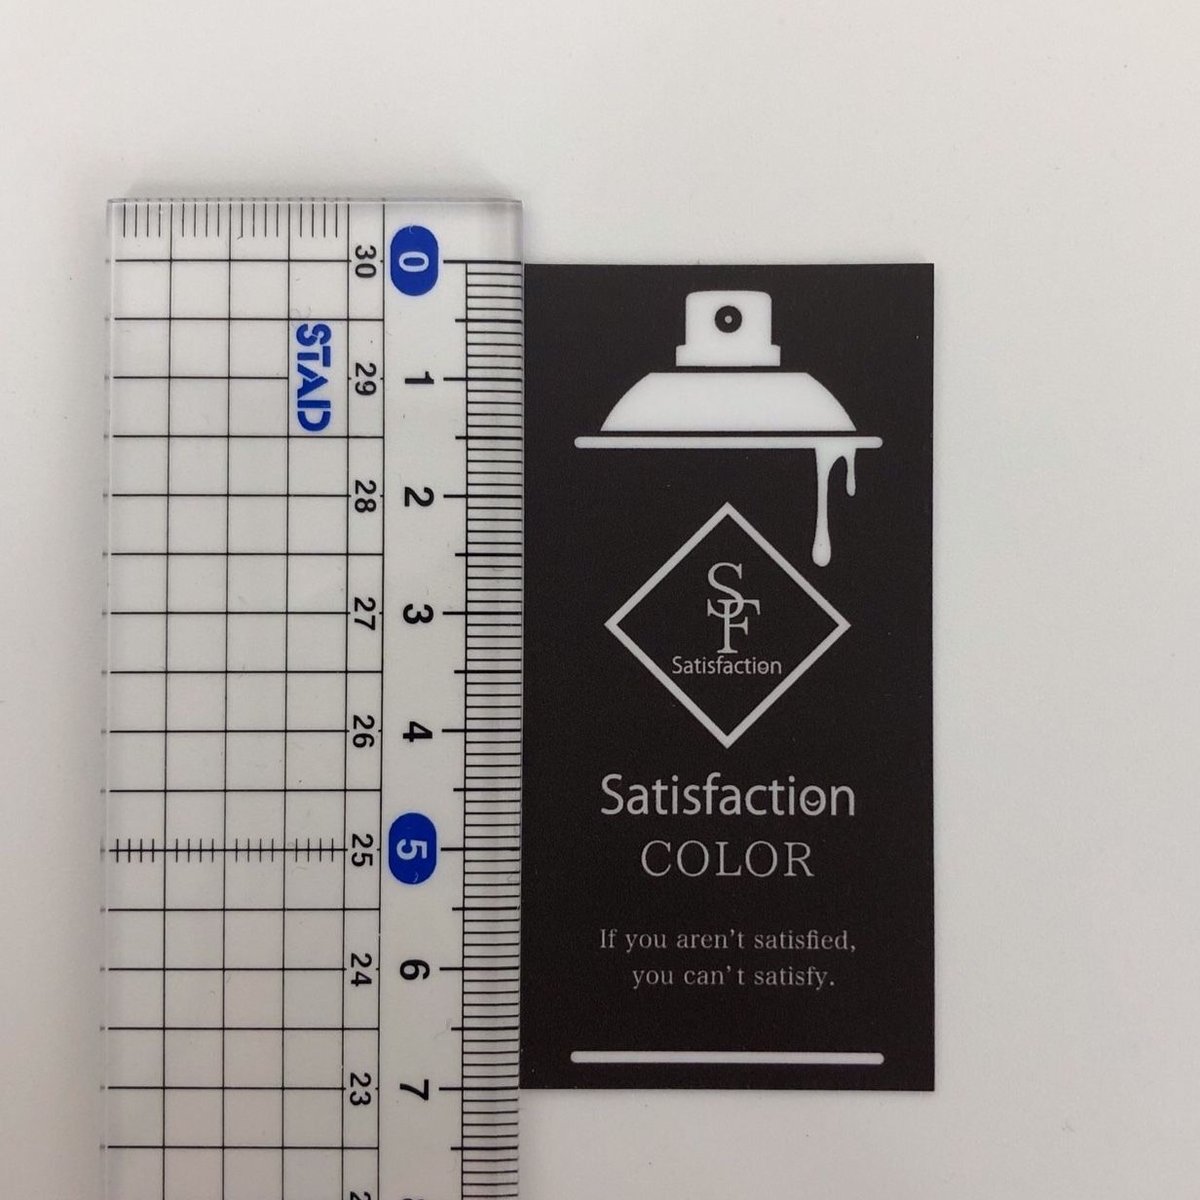 0
1
2
3
4
5
6
7
30
29
28
27
26
25
24
23
STAD
SF
Satisfaction
Satisfaction
COLOR
If you aren't satisfied,
you can't satisfy.